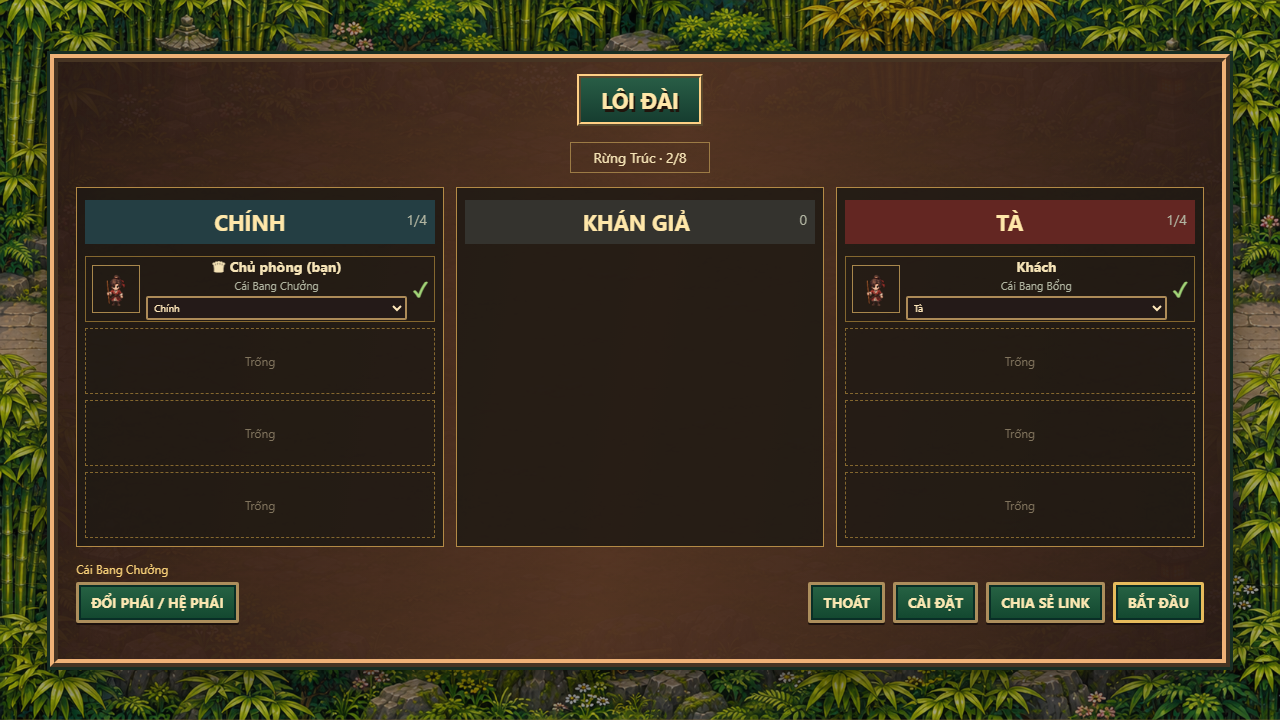 LÔI ĐÀI
Rừng Trúc · 2/8
CHÍNH 1/4
♛ Chủ phòng (bạn)
Cái Bang Chưởng
Chính
✓
Trống
Trống
Trống
KHÁN GIẢ 0
TÀ 1/4
Khách
Cái Bang Bổng
Tà
✓
Trống
Trống
Trống
Cái Bang Chưởng
ĐỔI PHÁI / HỆ PHÁI
THOÁT
CÀI ĐẶT
CHIA SẺ LINK
BẮT ĐẦU